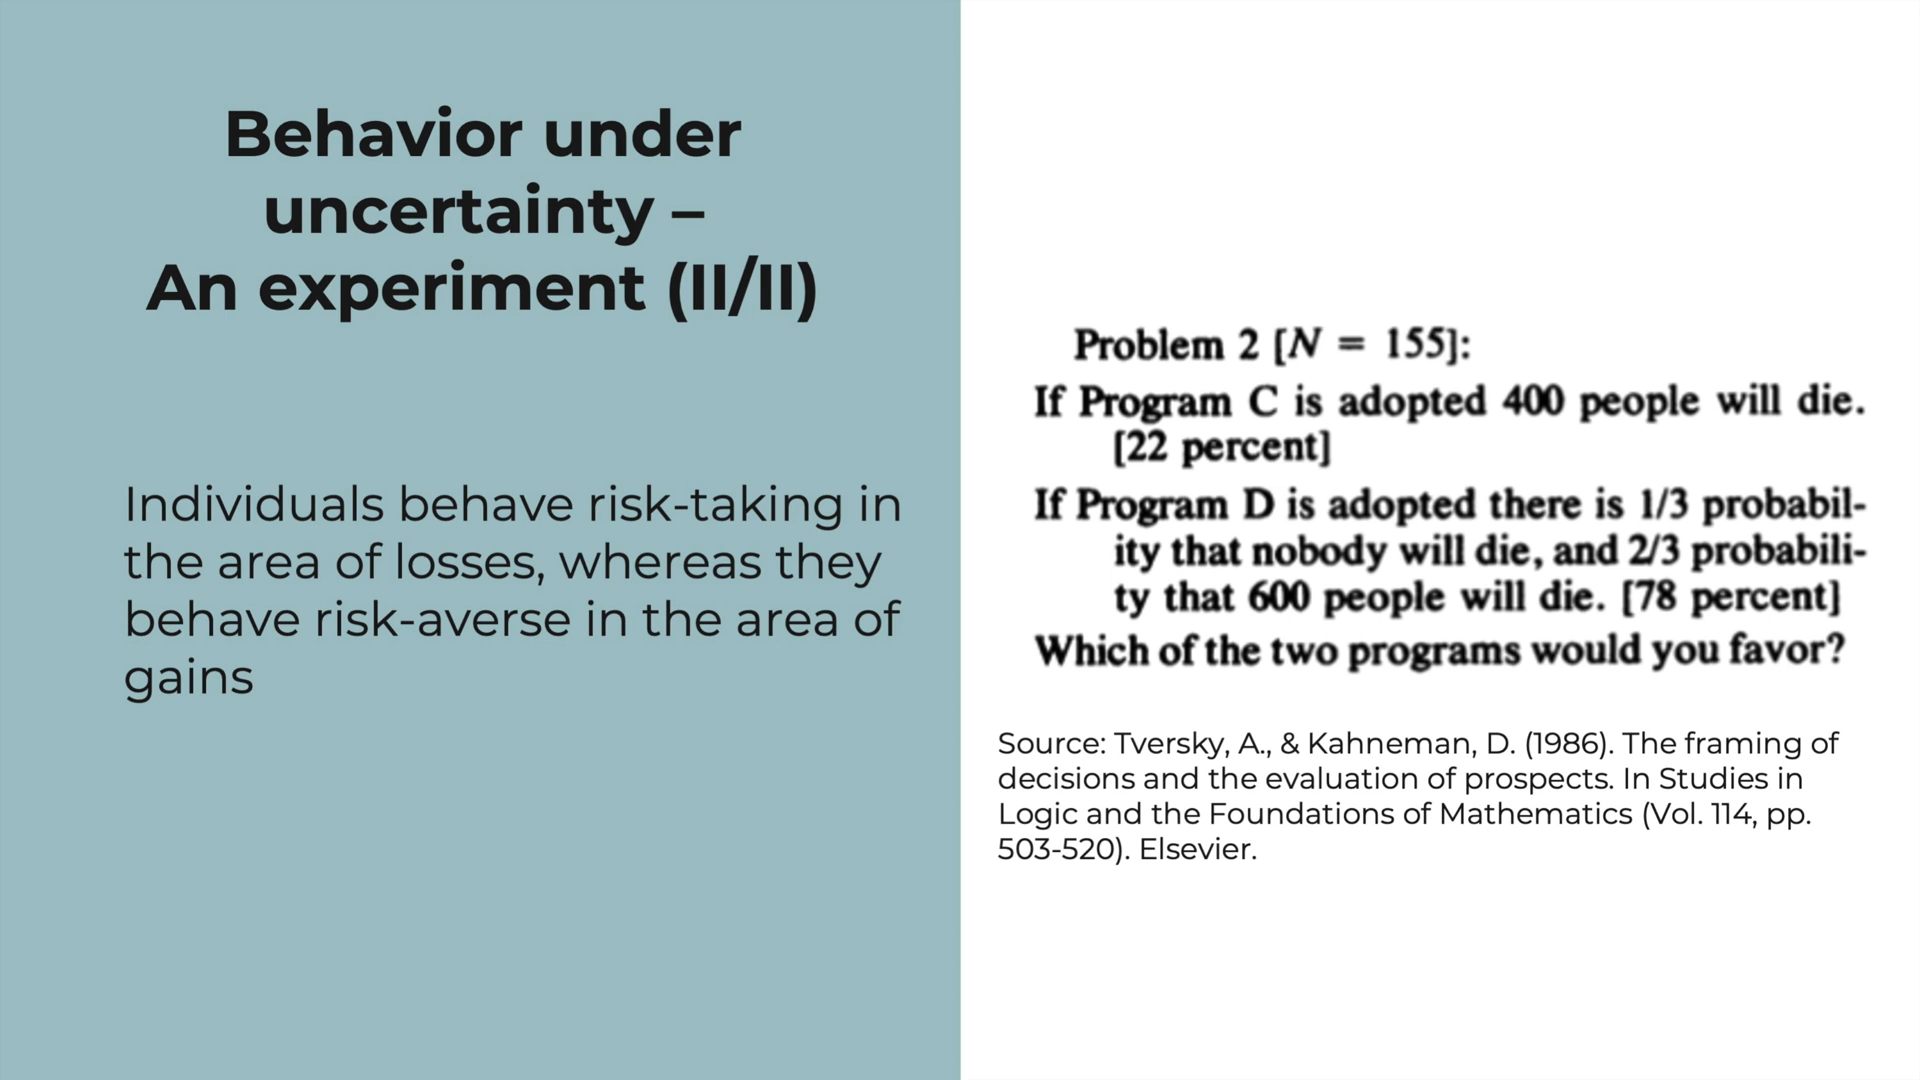 Behavior under
uncertainty –
An experiment (II/II)
Individuals behave risk-taking in
the area of losses, whereas they
behave risk-averse in the area of
gains
Problem 2 [N = 155]:
If Program C is adopted 400 people will die.
[22 percent]
If Program D is adopted there is 1/3 probabil-
ity that nobody will die, and 2/3 probabili-
ty that 600 people will die. [78 percent]
Which of the two programs would you favor?
Source: Tversky, A., & Kahneman, D. (1986). The framing of
decisions and the evaluation of prospects. In Studies in
Logic and the Foundations of Mathematics (Vol. 114, pp.
503-520). Elsevier.